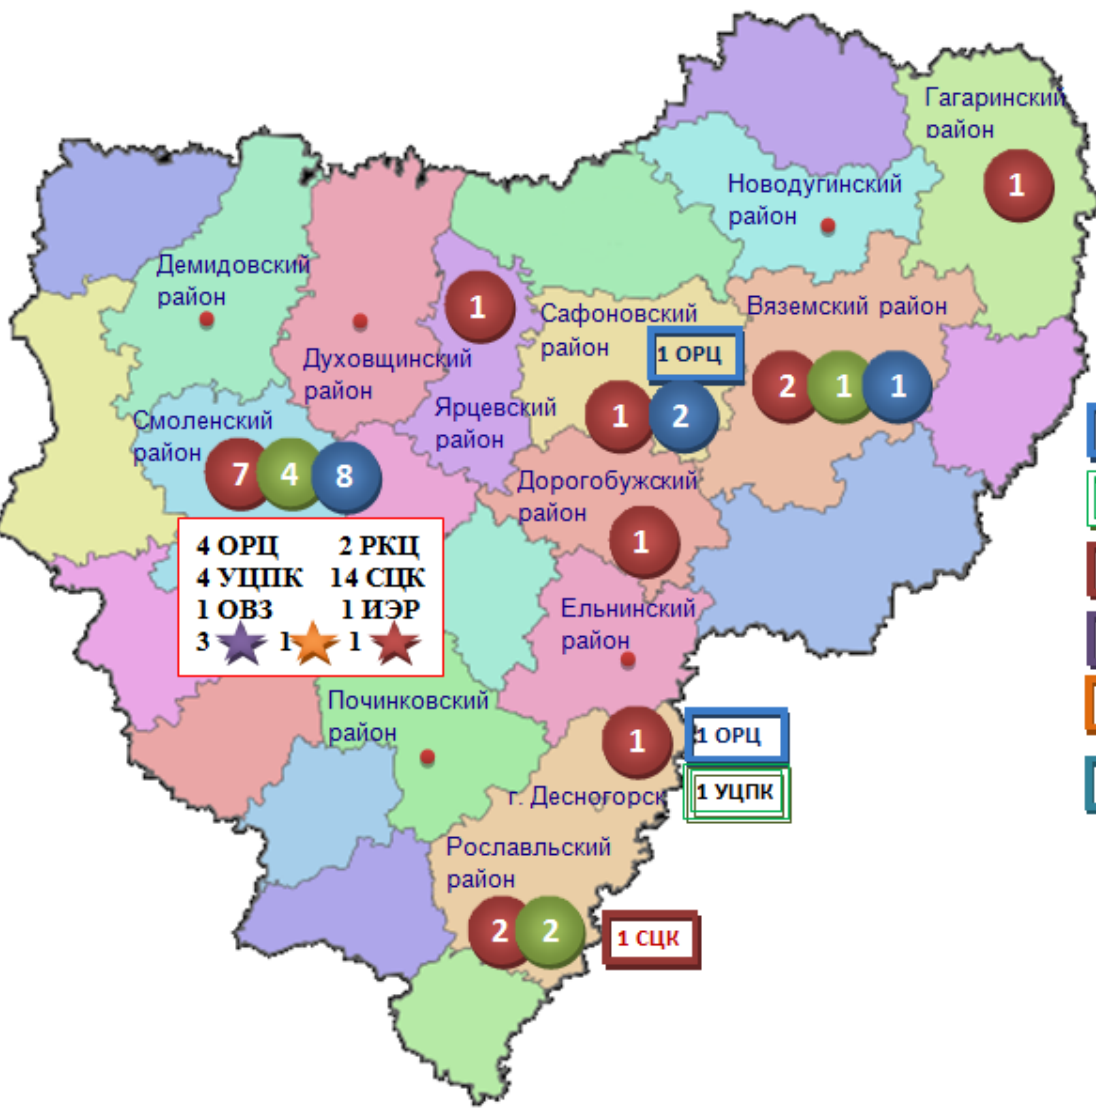 Гагаринский
район
1
Новодугинский
район
Демидовский
район
1
Сафоновский
район
1 ОРЦ
Вяземский район
Духовщинский
район
2 1 1
1 2
Ярцевский
район
Смоленский
район
7 4 8
Дорогобужский
район
1
4 ОРЦ 2 РКЦ
4 УЦПК 14 СЦК
1 ОВЗ 1 ИЭР
3 1 1
Ельнинский
район
Починковский
район
1
1 ОРЦ
г. Десногорск
1 УЦПК
Рославльский
район
2 2
1 СЦК